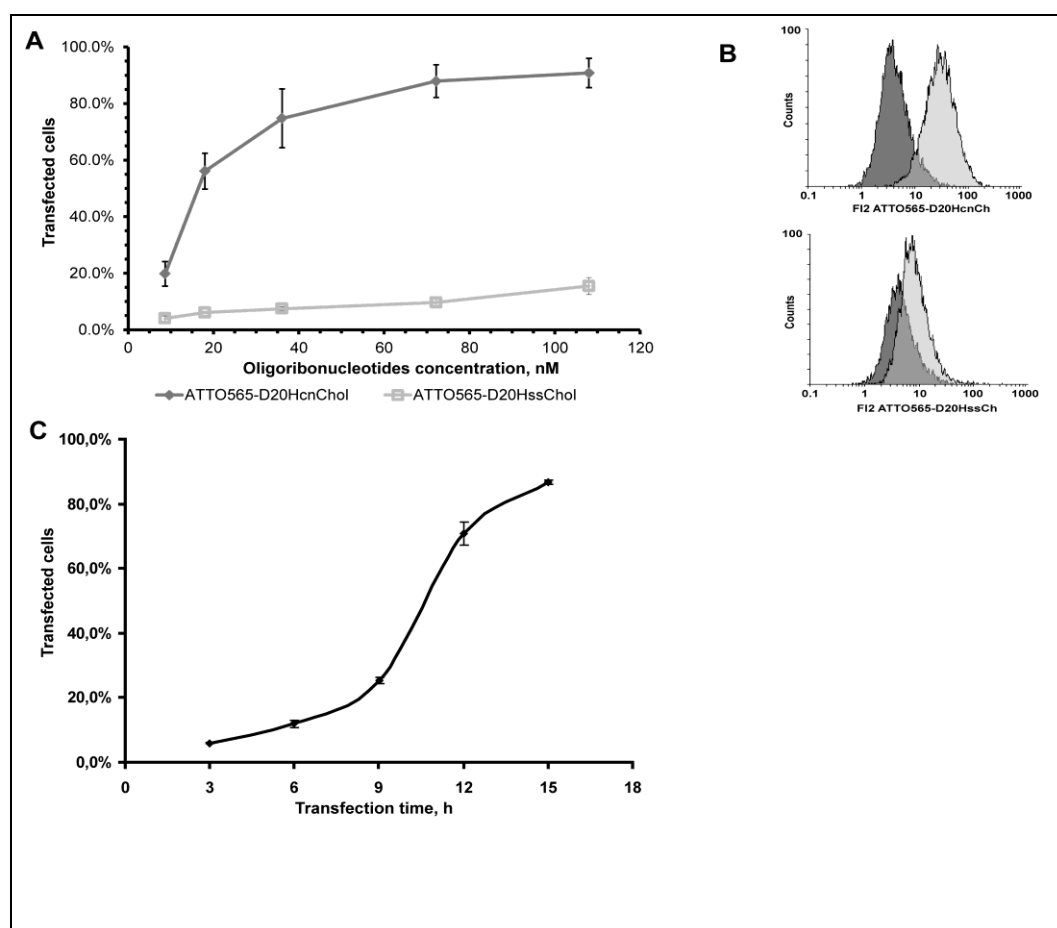 A
100.0%
80.0%
60.0%
40.0%
20.0%
0.0%
Transfected cells
0 20 40 60 80 100 120
Oligoribonucleotides concentration, nM
ATTO565-D20HcnChol ATTO565-D20HssChol
B
100
Counts
0.1 1 10 100 1000
FI2 ATTO565-D20HcnCh
100
Counts
0.1 1 10 100 1000
FI2 ATTO565-D20HssCh
C
100,0%
80,0%
60,0%
40,0%
20,0%
0,0%
Transfected cells
0 3 6 9 12 15 18
Transfection time, h